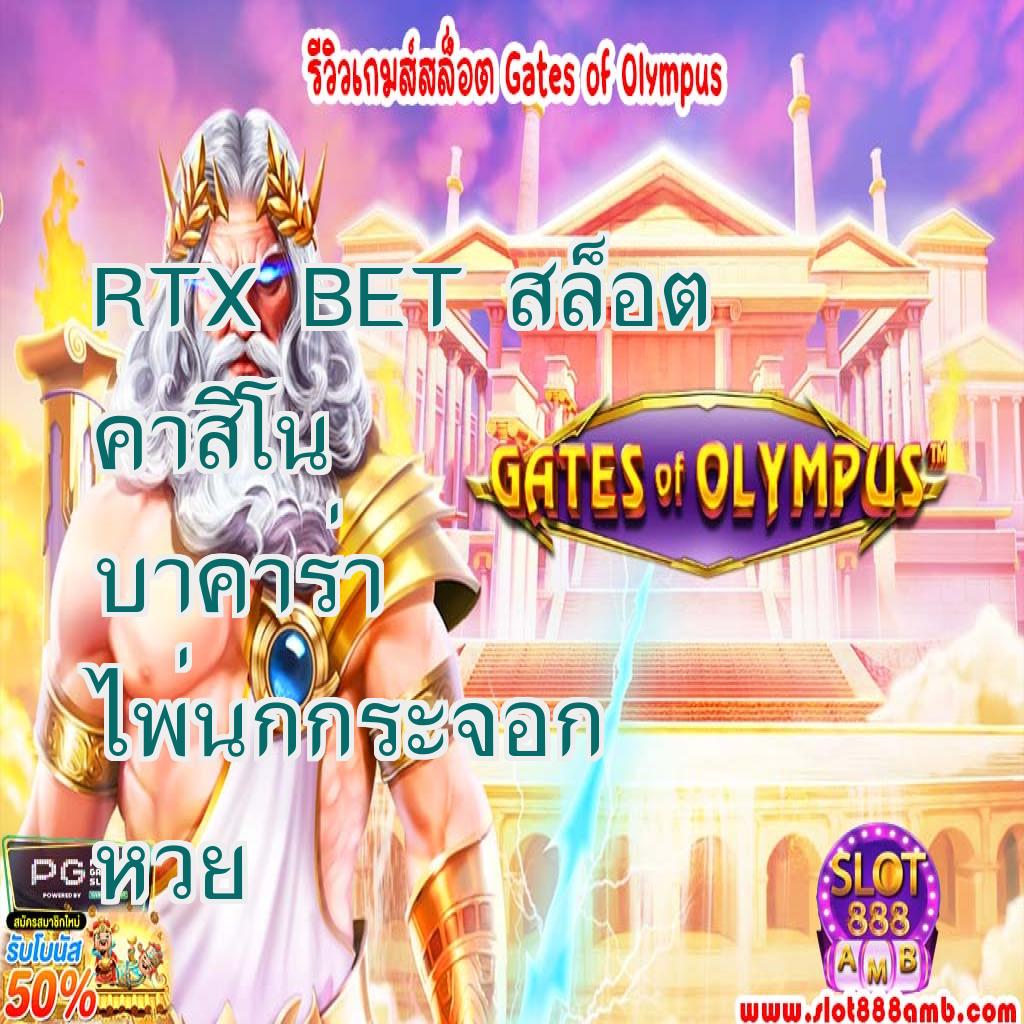 รีวิวเกมส์สล็อต Gates of Olympus
RTX BET สล็อต
คาสิโน
GATES of OLYMPUS™
บาคาร่า
ไพ่นกกระจอก
หวย
PG
POWERED BY
สมัครสมาชิกใหม่
รับโบนัส
50%
SLOT
888
AMB
www.slot888amb.com